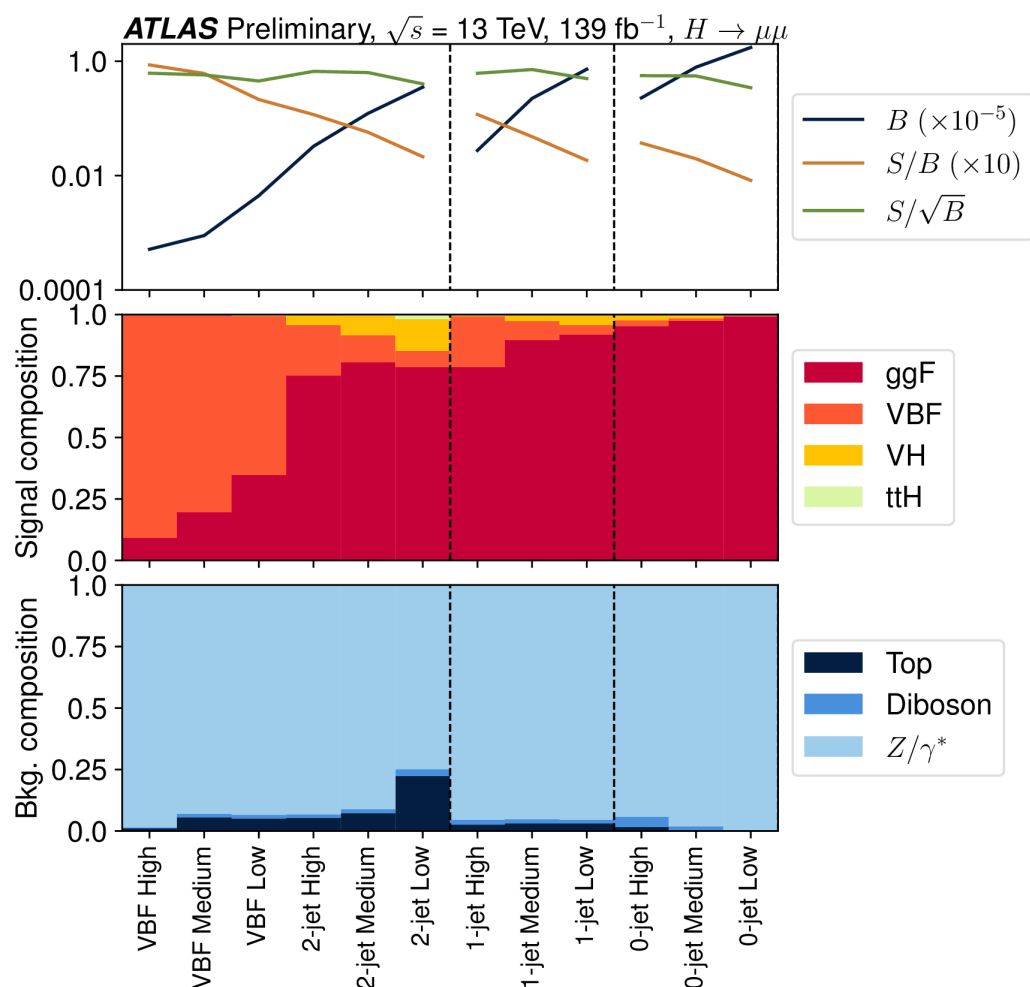 ATLAS Preliminary, √s = 13 TeV, 139 fb⁻¹, H → μμ
1.0
0.01
0.0001
B (×10⁻⁵)
S/B (×10)
S/√B
Signal composition
1.0
0.75
0.5
0.25
0.0
ggF
VBF
VH
ttH
Bkg. composition
1.0
0.75
0.5
0.25
0.0
Top
Diboson
Z/γ*
VBF High
VBF Medium
VBF Low
2-jet High
2-jet Medium
2-jet Low
1-jet High
1-jet Medium
1-jet Low
0-jet High
0-jet Medium
0-jet Low